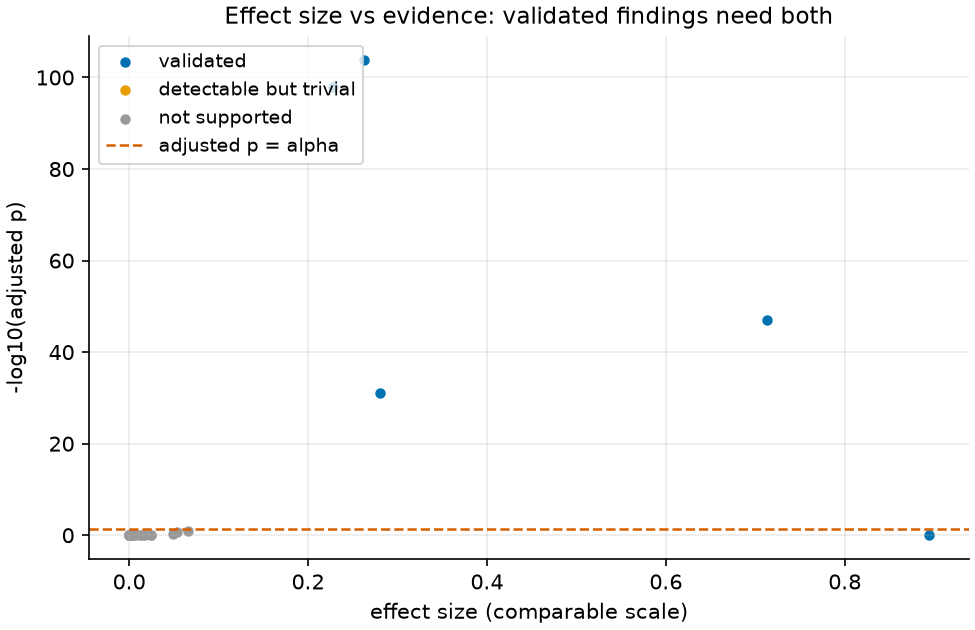 Effect size vs evidence: validated findings need both
validated
detectable but trivial
not supported
adjusted p = alpha
-log10(adjusted p)
100
80
60
40
20
0
0.0 0.2 0.4 0.6 0.8
effect size (comparable scale)